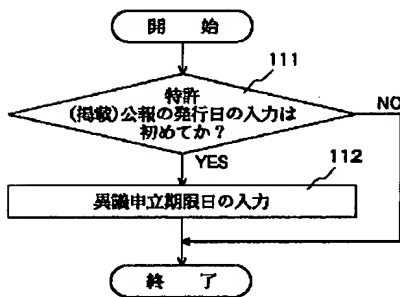 開 始
111
特許
(掲載)公報の発行日の入力は
初めてか?
NO
YES
112
異議申立期限日の入力
終 了